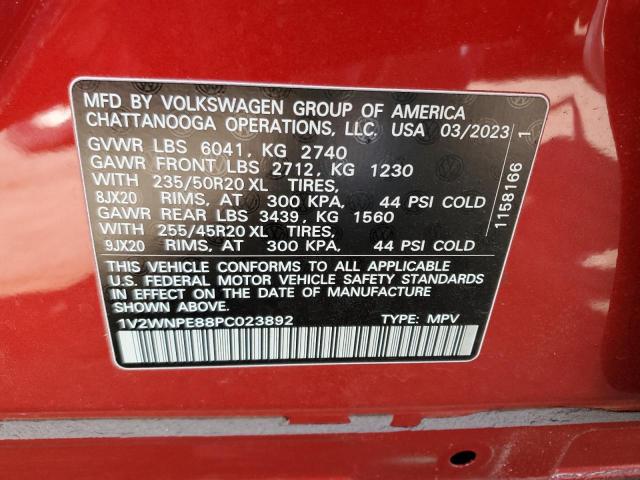 MFD BY VOLKSWAGEN GROUP OF AMERICA
CHATTANOOGA OPERATIONS, LLC. USA 03/2023
GVWR LBS 6041, KG 2740
GAWR FRONT LBS 2712, KG 1230
WITH 235/50R20 XL TIRES,
8JX20 RIMS, AT 300 KPA, 44 PSI COLD
GAWR REAR LBS 3439, KG 1560
WITH 255/45R20 XL TIRES,
9JX20 RIMS, AT 300 KPA, 44 PSI COLD
THIS VEHICLE CONFORMS TO ALL APPLICABLE
U.S. FEDERAL MOTOR VEHICLE SAFETY STANDARDS
IN EFFECT ON THE DATE OF MANUFACTURE
SHOWN ABOVE.
1V2WNPE88PC023892 TYPE: MPV
1158166 1